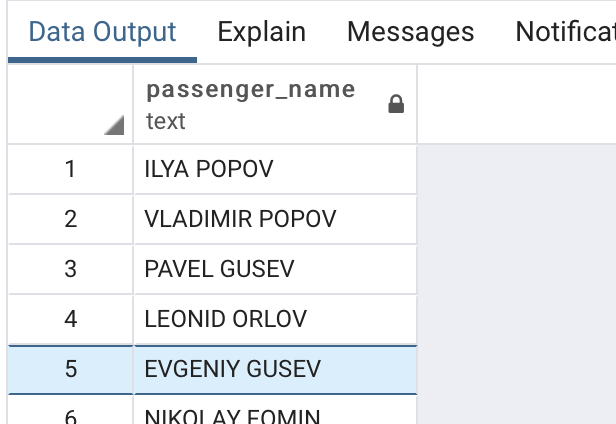 Data Output Explain Messages Notificat
passenger_name
text
1 ILYA POPOV
2 VLADIMIR POPOV
3 PAVEL GUSEV
4 LEONID ORLOV
5 EVGENIY GUSEV
6 NIKOLAY FOMIN